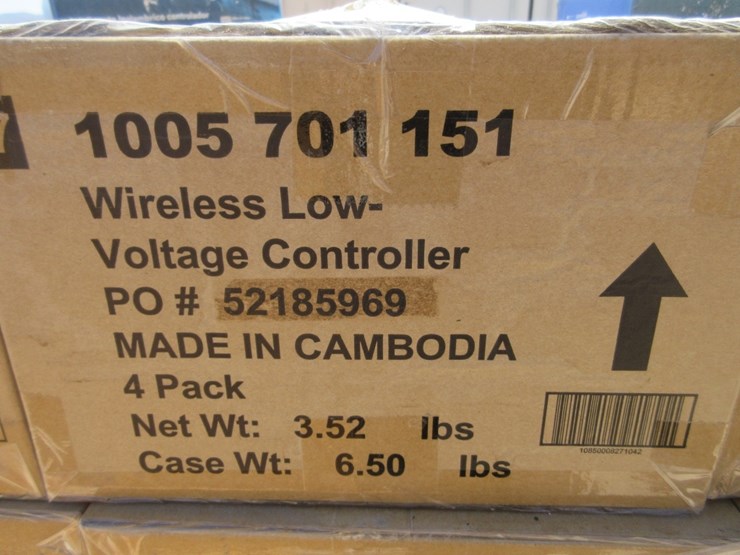 1005 701 151
Wireless Low-
Voltage Controller
PO # 52185969
MADE IN CAMBODIA
4 Pack
Net Wt: 3.52 lbs
Case Wt: 6.50 lbs